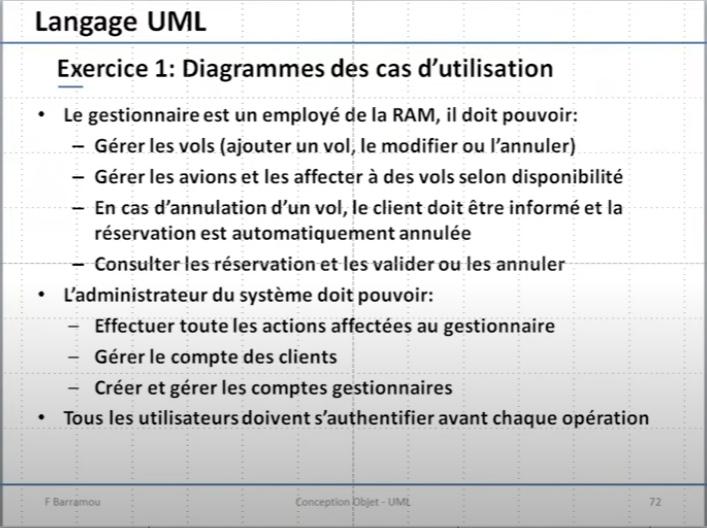 Langage UML
Exercice 1: Diagrammes des cas d'utilisation
• Le gestionnaire est un employé de la RAM, il doit pouvoir:
– Gérer les vols (ajouter un vol, le modifier ou l'annuler)
– Gérer les avions et les affecter à des vols selon disponibilité
– En cas d'annulation d'un vol, le client doit être informé et la
réservation est automatiquement annulée
– Consulter les réservation et les valider ou les annuler
• L'administrateur du système doit pouvoir:
– Effectuer toute les actions affectées au gestionnaire
– Gérer le compte des clients
– Créer et gérer les comptes gestionnaires
• Tous les utilisateurs doivent s'authentifier avant chaque opération
F Barramou
Conception Objet - UML
72